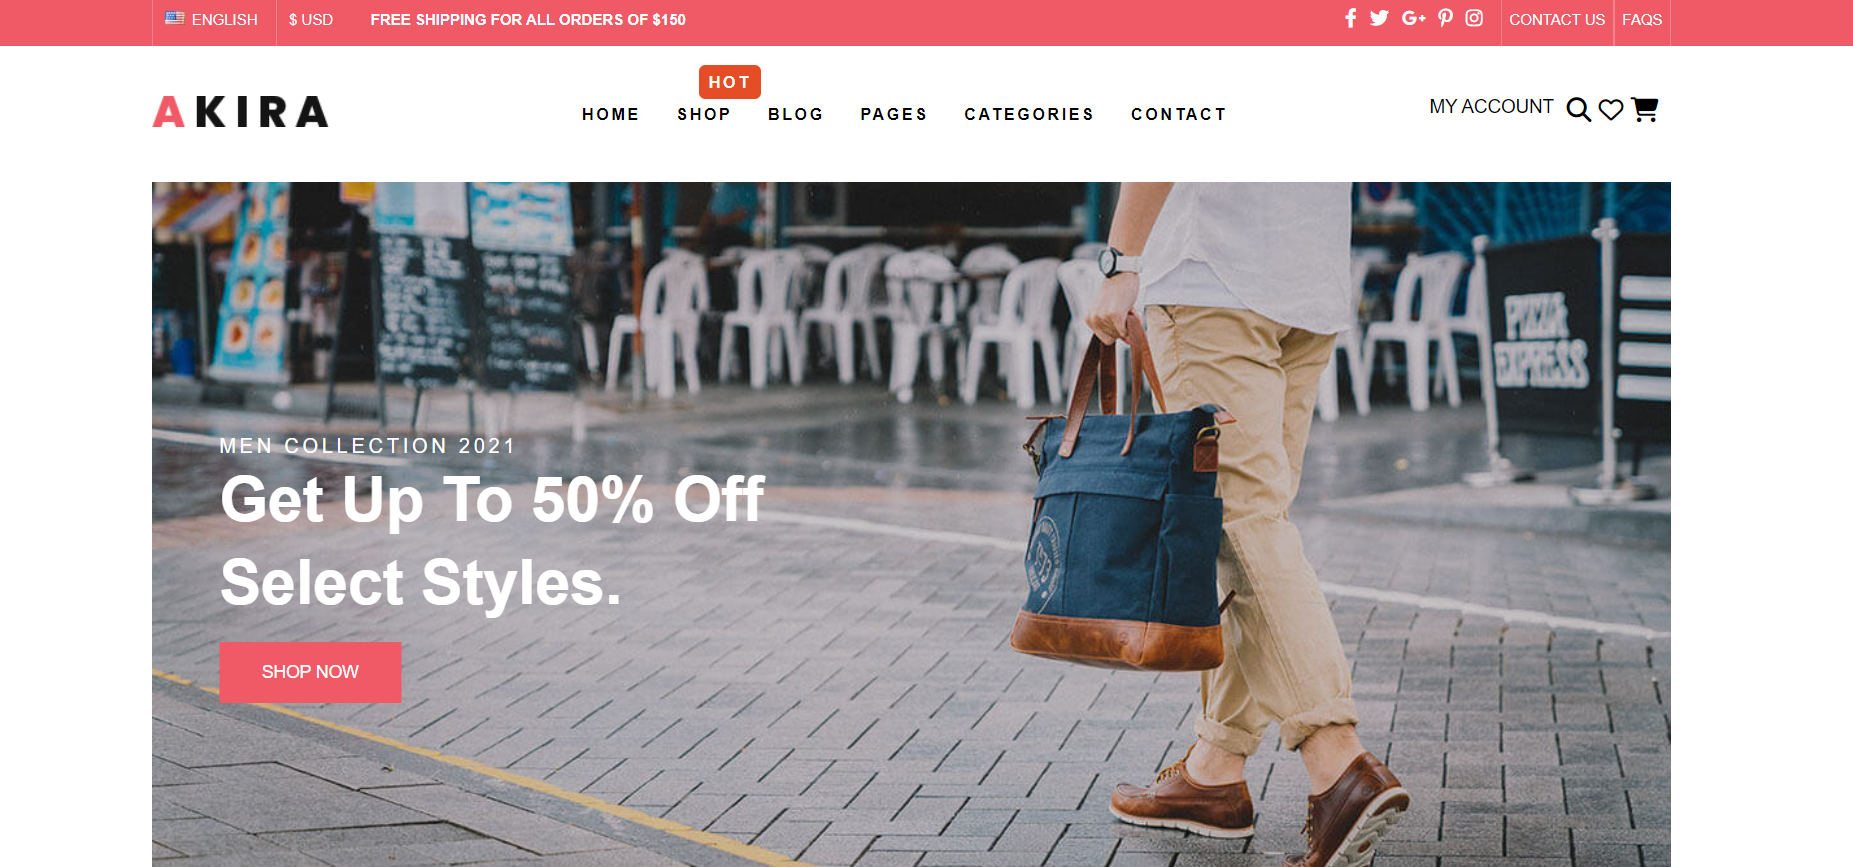 ENGLISH
$ USD
FREE SHIPPING FOR ALL ORDERS OF $150
CONTACT US
FAQS
AKIRA
HOT
HOME
SHOP
BLOG
PAGES
CATEGORIES
CONTACT
MY ACCOUNT
PIZZA
EXPRESS
MEN COLLECTION 2021
Get Up To 50% Off
Select Styles.
SHOP NOW